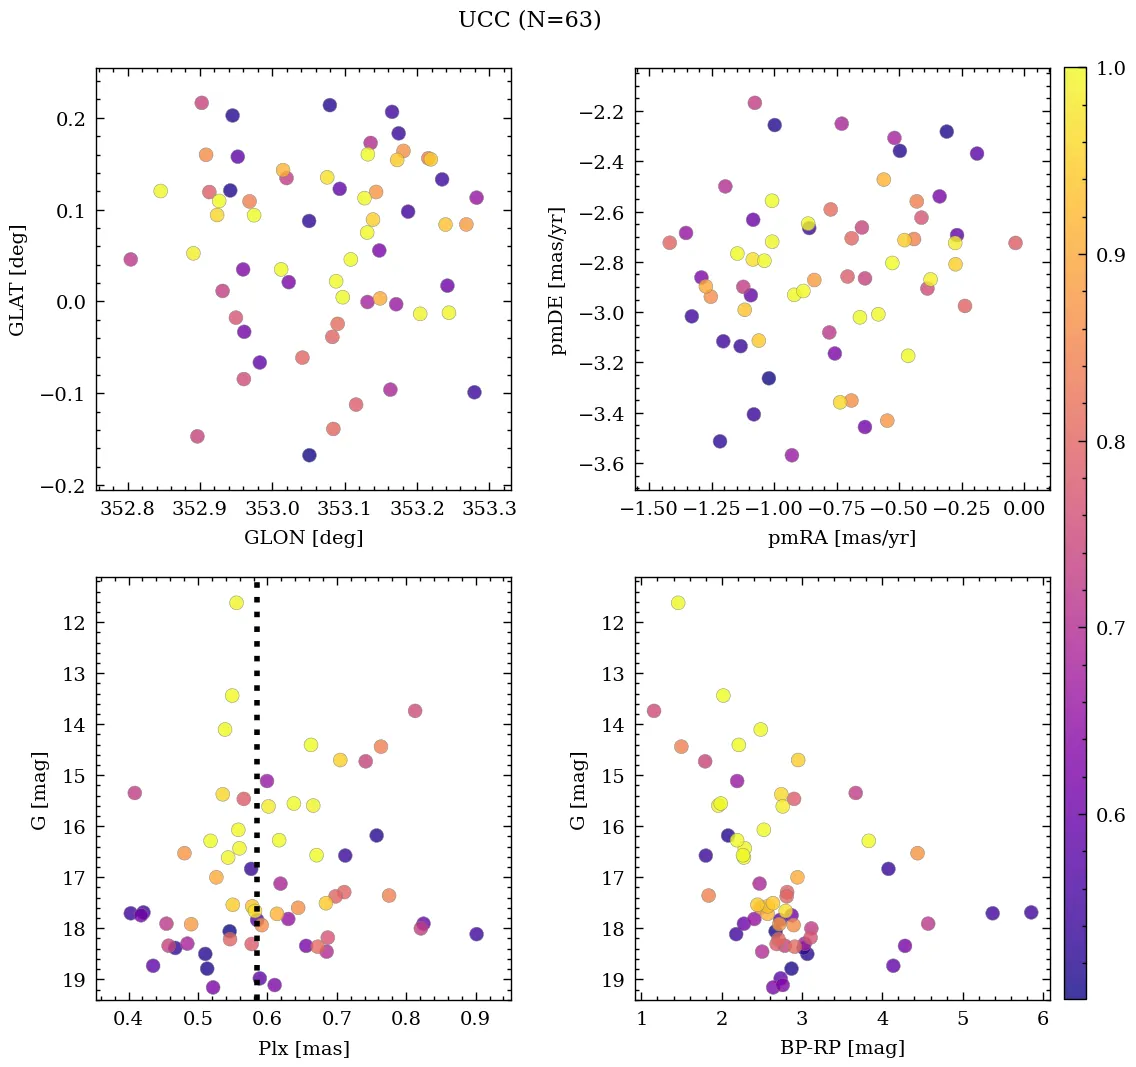 UCC (N=63)
0.2
0.1
0.0
−0.1
−0.2
GLAT [deg]
352.8 352.9 353.0 353.1 353.2 353.3
GLON [deg]
−2.2
−2.4
−2.6
−2.8
−3.0
−3.2
−3.4
−3.6
pmDE [mas/yr]
−1.50 −1.25 −1.00 −0.75 −0.50 −0.25 0.00
pmRA [mas/yr]
1.0
0.9
0.8
0.7
0.6
12
13
14
15
16
17
18
19
G [mag]
0.4 0.5 0.6 0.7 0.8 0.9
Plx [mas]
12
13
14
15
16
17
18
19
G [mag]
1 2 3 4 5 6
BP-RP [mag]